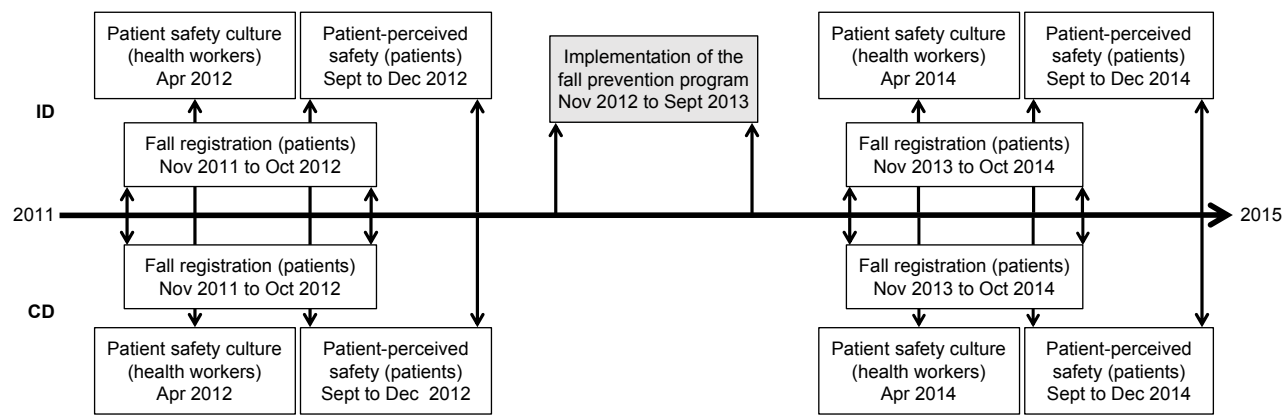 Patient safety culture
(health workers)
Apr 2012
Patient-perceived
safety (patients)
Sept to Dec 2012
Implementation of the
fall prevention program
Nov 2012 to Sept 2013
Patient safety culture
(health workers)
Apr 2014
Patient-perceived
safety (patients)
Sept to Dec 2014
ID
Fall registration (patients)
Nov 2011 to Oct 2012
Fall registration (patients)
Nov 2013 to Oct 2014
2011
2015
Fall registration (patients)
Nov 2011 to Oct 2012
Fall registration (patients)
Nov 2013 to Oct 2014
CD
Patient safety culture
(health workers)
Apr 2012
Patient-perceived
safety (patients)
Sept to Dec 2012
Patient safety culture
(health workers)
Apr 2014
Patient-perceived
safety (patients)
Sept to Dec 2014